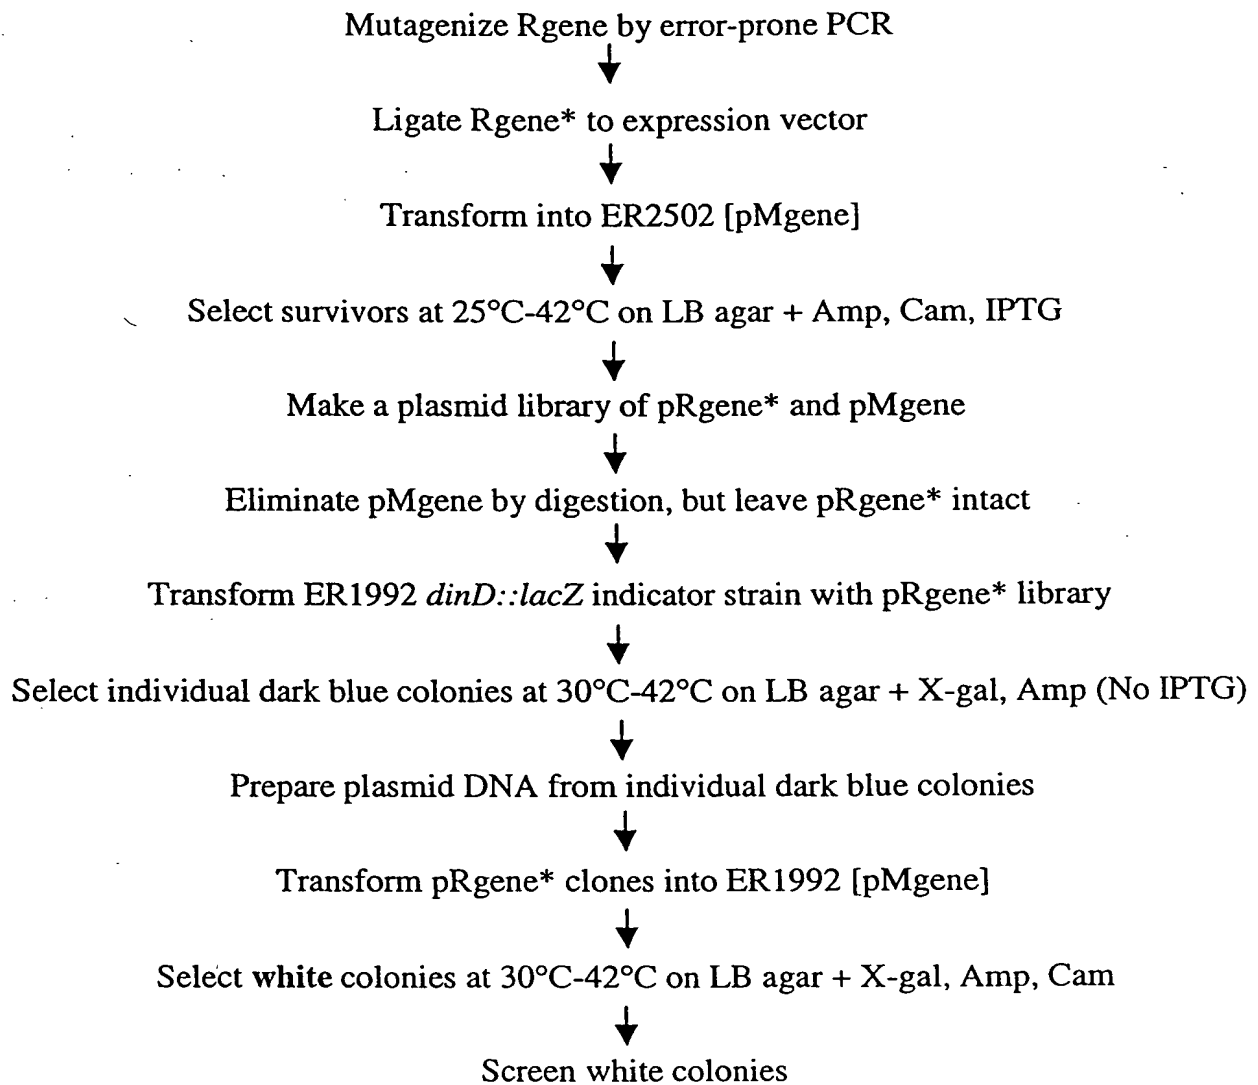 Mutagenize Rgene by error-prone PCR
Ligate Rgene* to expression vector
Transform into ER2502 [pMgene]
Select survivors at 25°C-42°C on LB agar + Amp, Cam, IPTG
Make a plasmid library of pRgene* and pMgene
Eliminate pMgene by digestion, but leave pRgene* intact
Transform ER1992 dinD::lacZ indicator strain with pRgene* library
Select individual dark blue colonies at 30°C-42°C on LB agar + X-gal, Amp (No IPTG)
Prepare plasmid DNA from individual dark blue colonies
Transform pRgene* clones into ER1992 [pMgene]
Select white colonies at 30°C-42°C on LB agar + X-gal, Amp, Cam
Screen white colonies